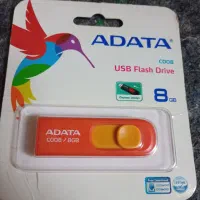 ADATA
C008
USB Flash Drive
8GB
ADATA
C008 / 8GB